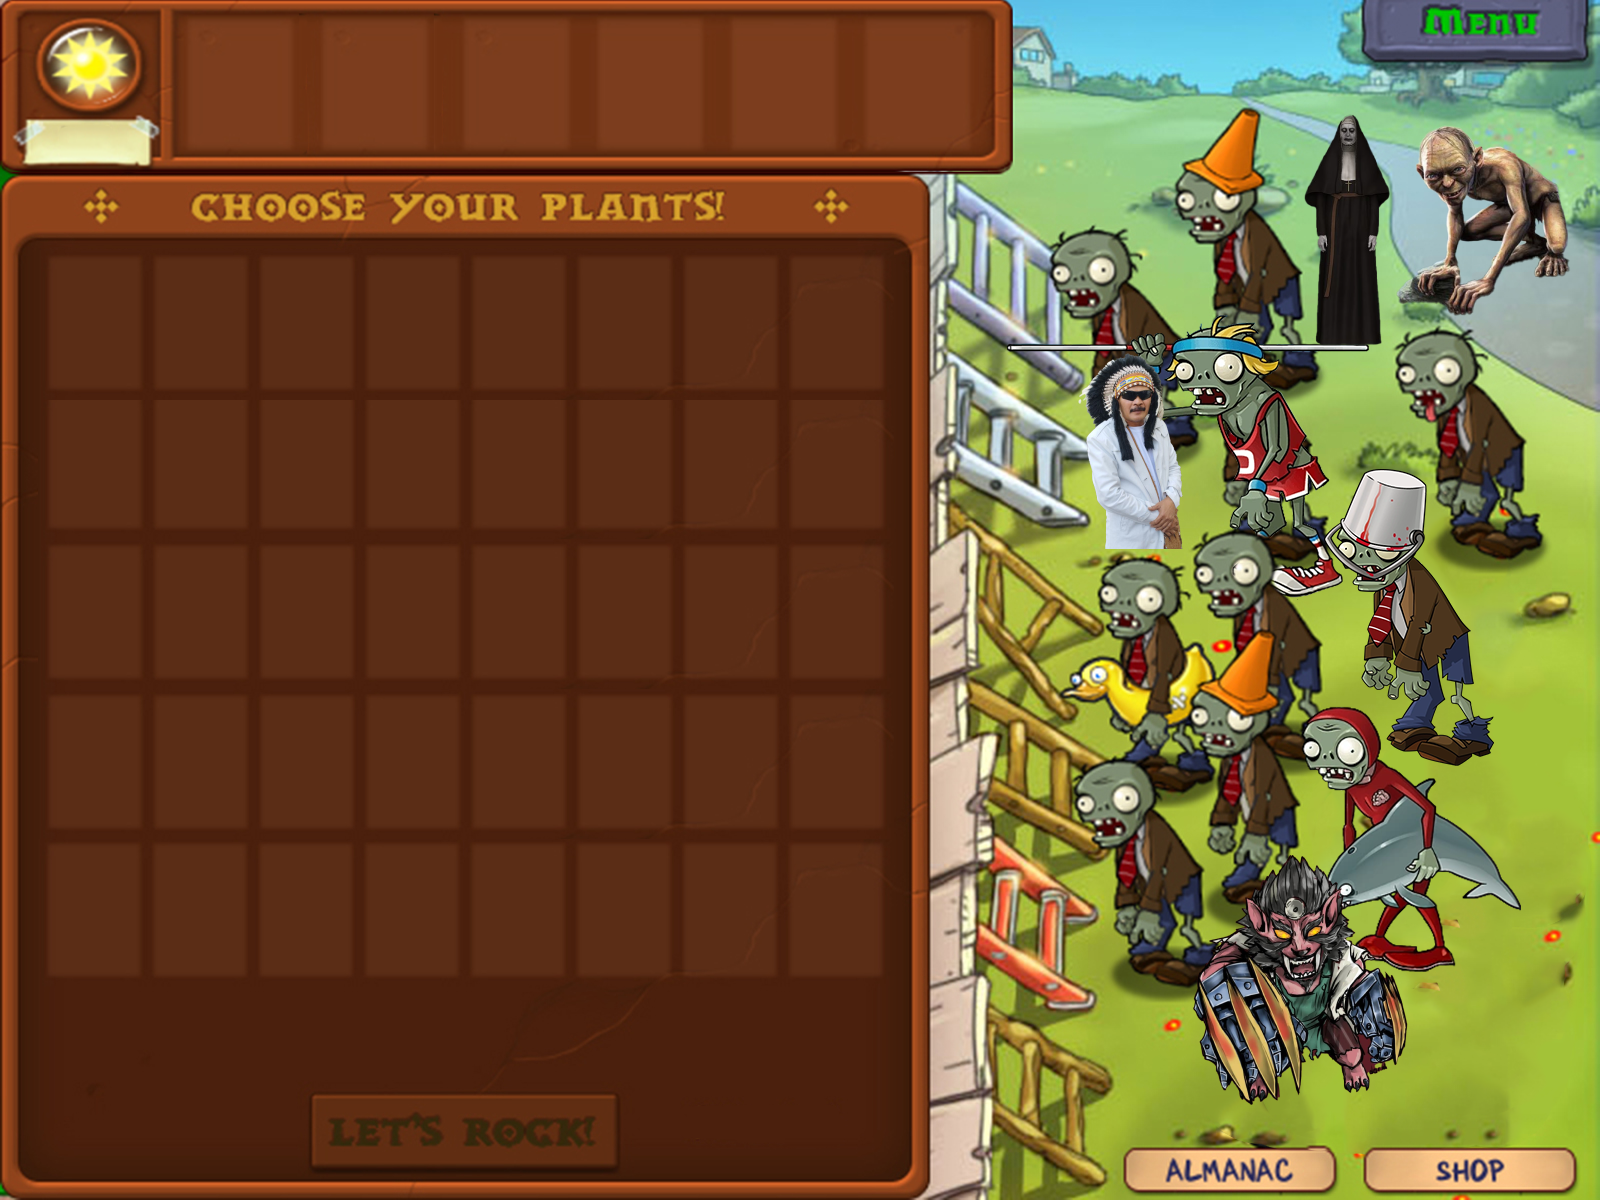 MENU
CHOOSE YOUR PLANTS!
LET'S ROCK!
ALMANAC
SHOP